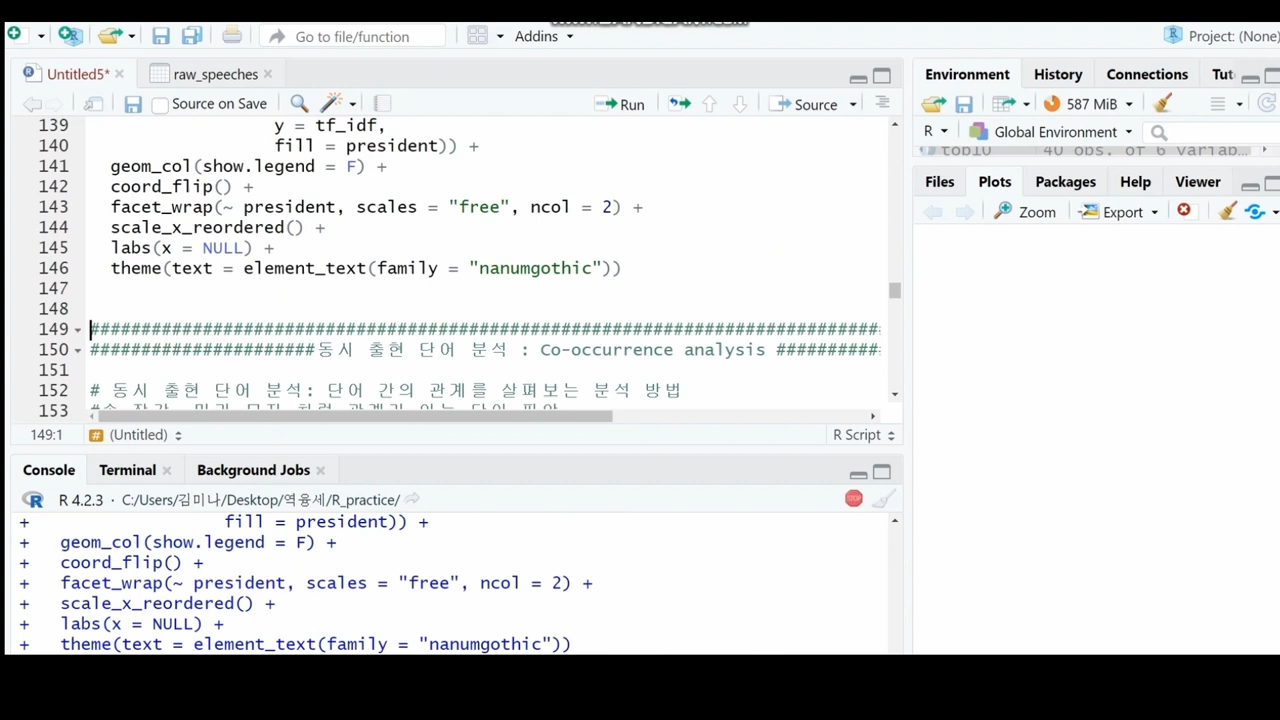 Go to file/function
Addins
Project: (None)
Untitled5*
raw_speeches
Source on Save
Run
Source
139 y = tf_idf,
140 fill = president)) +
141 geom_col(show.legend = F) +
142 coord_flip() +
143 facet_wrap(~ president, scales = "free", ncol = 2) +
144 scale_x_reordered() +
145 labs(x = NULL) +
146 theme(text = element_text(family = "nanumgothic"))
147
148
149 #############################################################################
150 ######################동시 출현 단어 분석 : Co-occurrence analysis ##########
151
152 # 동시 출현 단어 분석: 단어 간의 관계를 살펴보는 분석 방법
153
149:1
(Untitled)
R Script
Console
Terminal
Background Jobs
R 4.2.3 · C:/Users/김미나/Desktop/역융세/R_practice/
+ fill = president)) +
+ geom_col(show.legend = F) +
+ coord_flip() +
+ facet_wrap(~ president, scales = "free", ncol = 2) +
+ scale_x_reordered() +
+ labs(x = NULL) +
+ theme(text = element_text(family = "nanumgothic"))
Environment
History
Connections
Tut
587 MiB
R
Global Environment
top10 40 obs. of 6 variab…
Files
Plots
Packages
Help
Viewer
Zoom
Export